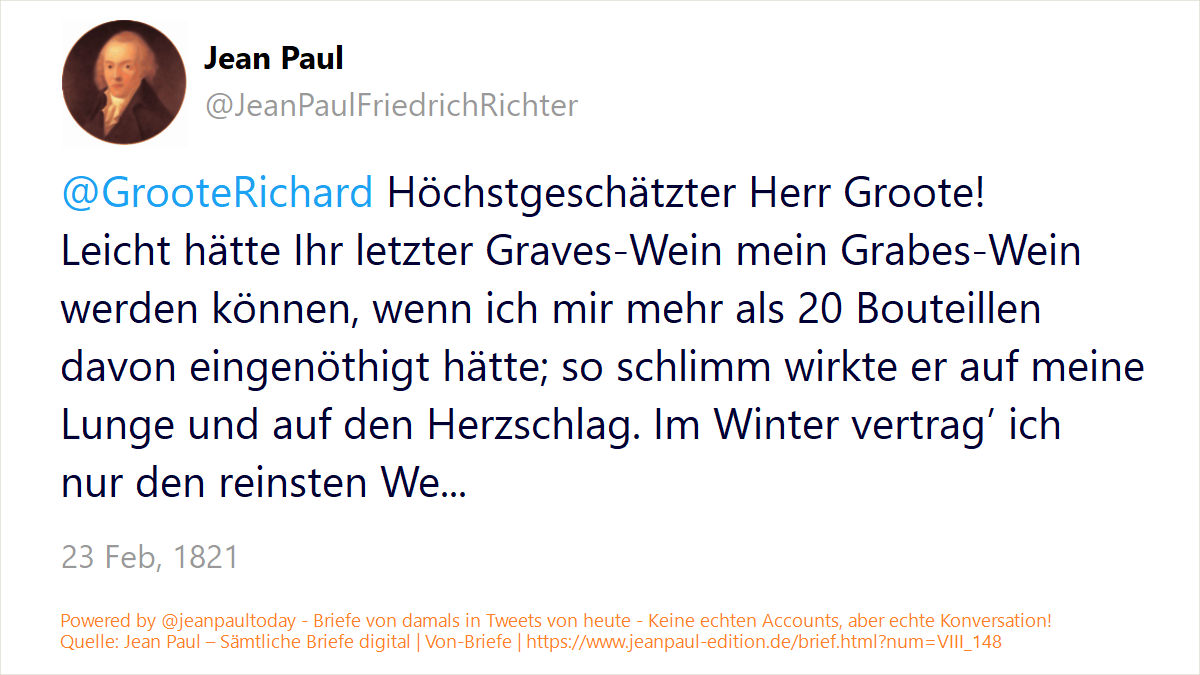 Jean Paul
@JeanPaulFriedrichRichter
@GrooteRichard Höchstgeschätzter Herr Groote!
Leicht hätte Ihr letzter Graves-Wein mein Grabes-Wein
werden können, wenn ich mir mehr als 20 Bouteillen
davon eingenöthigt hätte; so schlimm wirkte er auf meine
Lunge und auf den Herzschlag. Im Winter vertrag’ ich
nur den reinsten We...
23 Feb, 1821
Powered by @jeanpaultoday - Briefe von damals in Tweets von heute - Keine echten Accounts, aber echte Konversation!
Quelle: Jean Paul – Sämtliche Briefe digital | Von-Briefe | https://www.jeanpaul-edition.de/brief.html?num=VIII_148